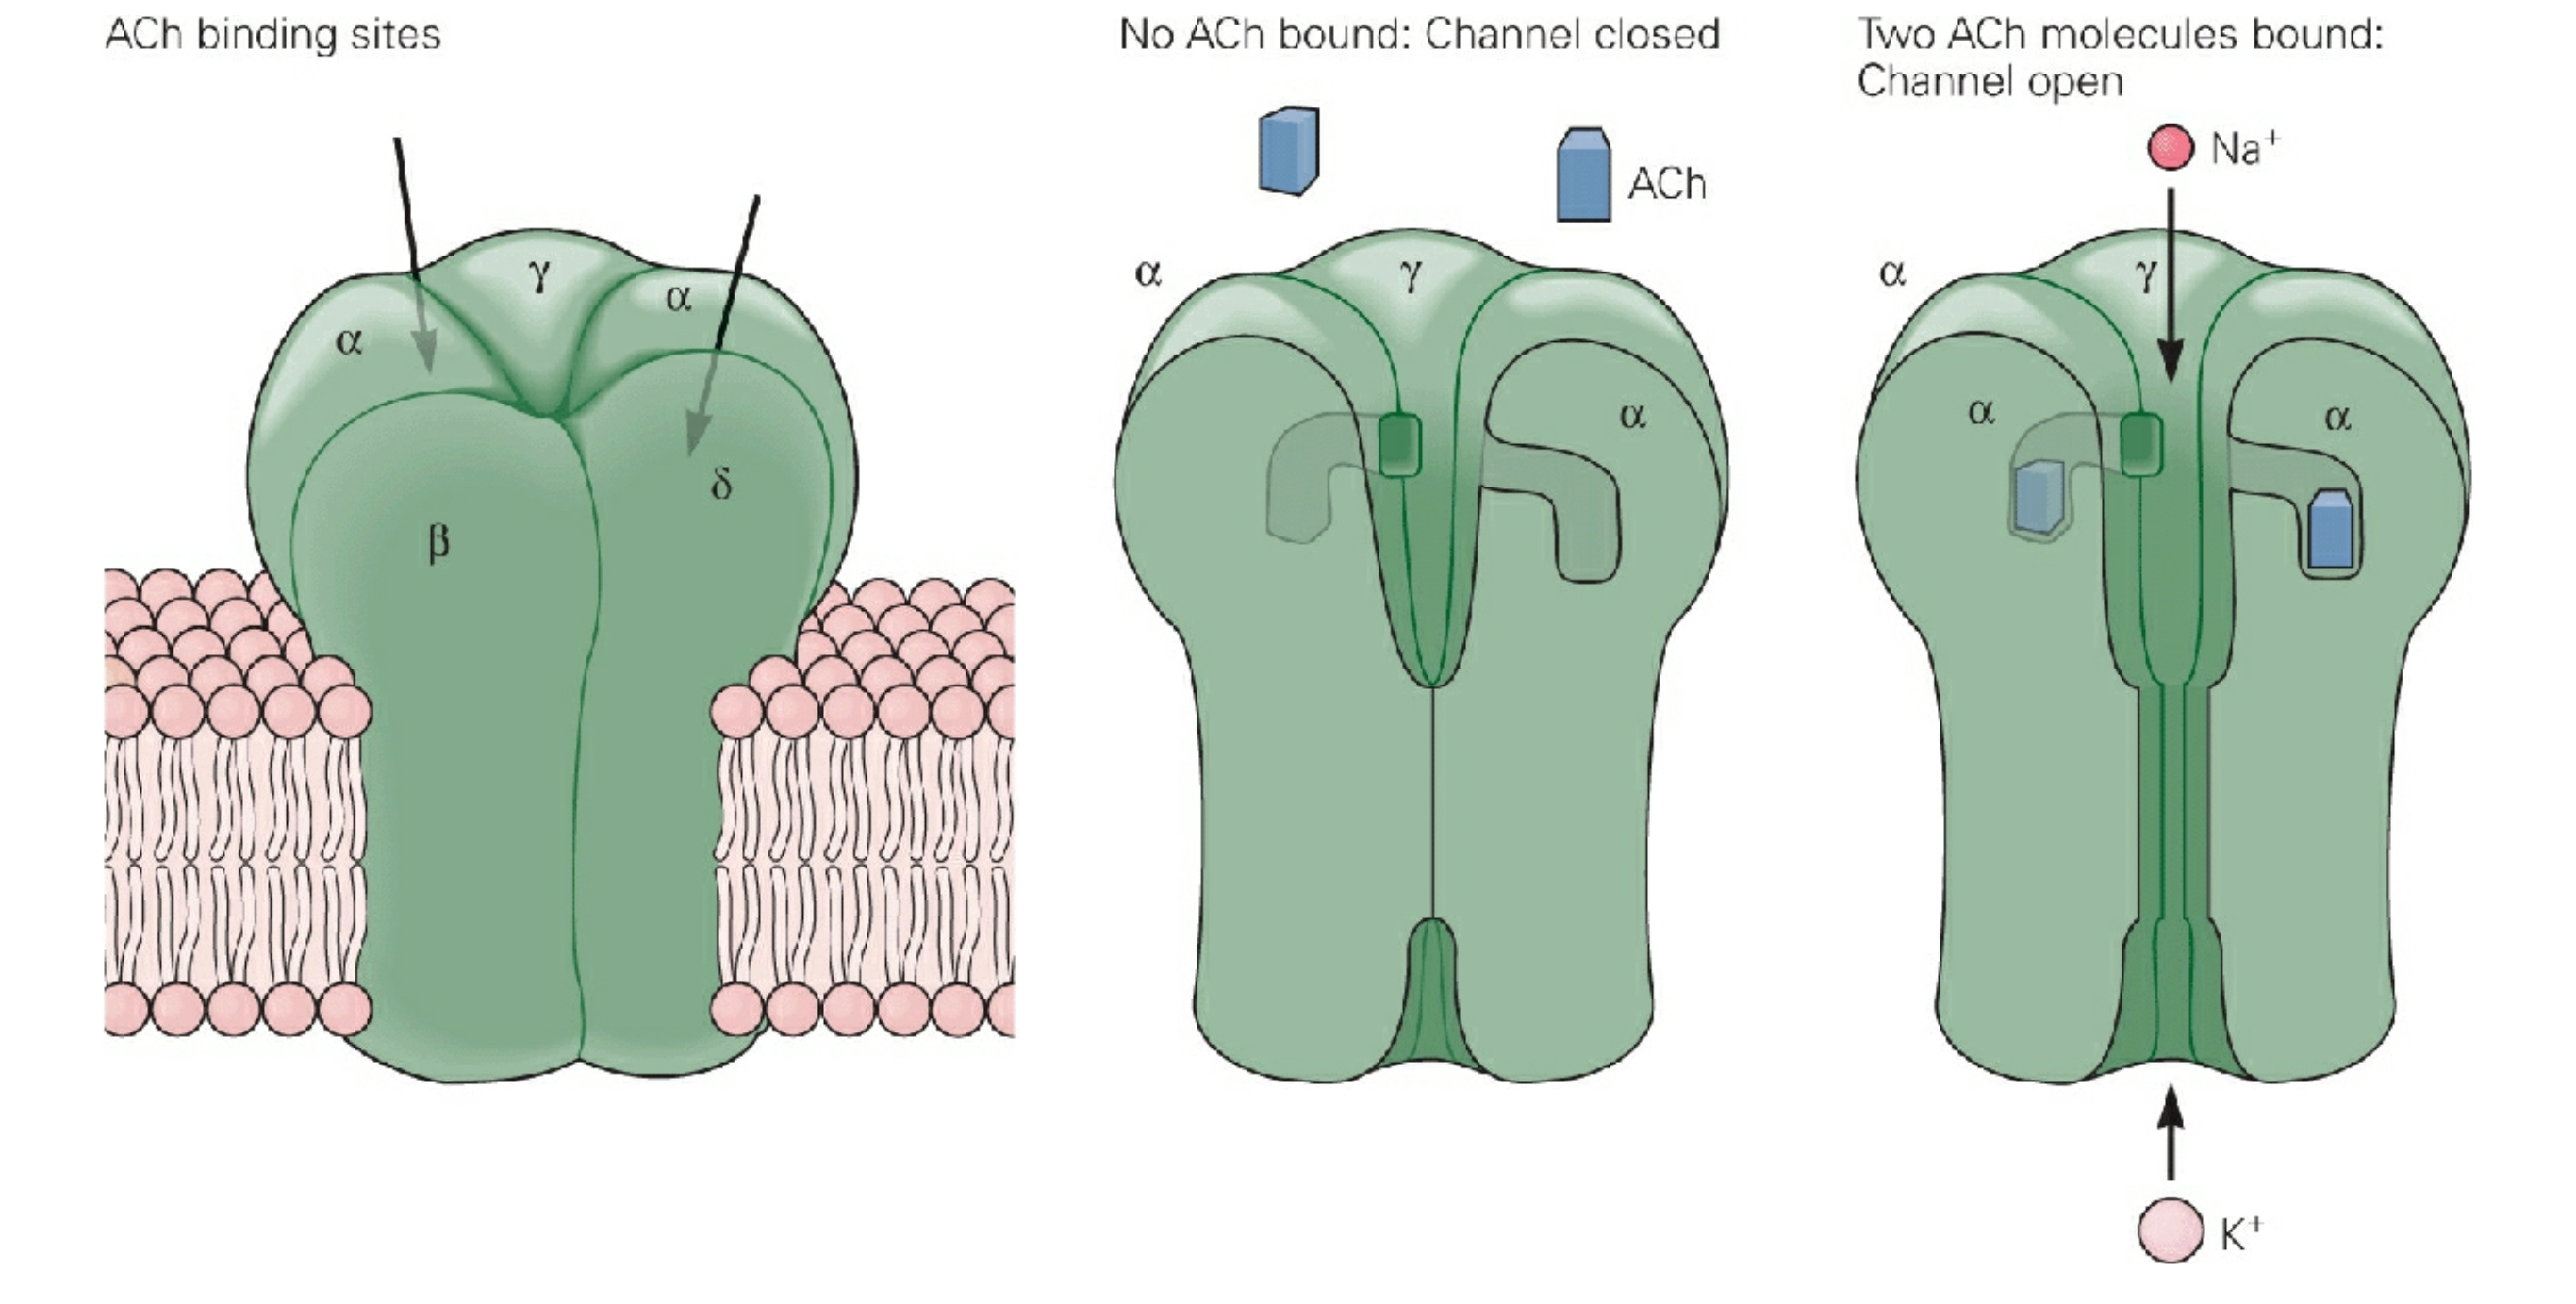 ACh binding sites
γ
α
α
δ
β
No ACh bound: Channel closed
ACh
α
γ
α
Two ACh molecules bound:
Channel open
Na⁺
α
γ
α
α
K⁺